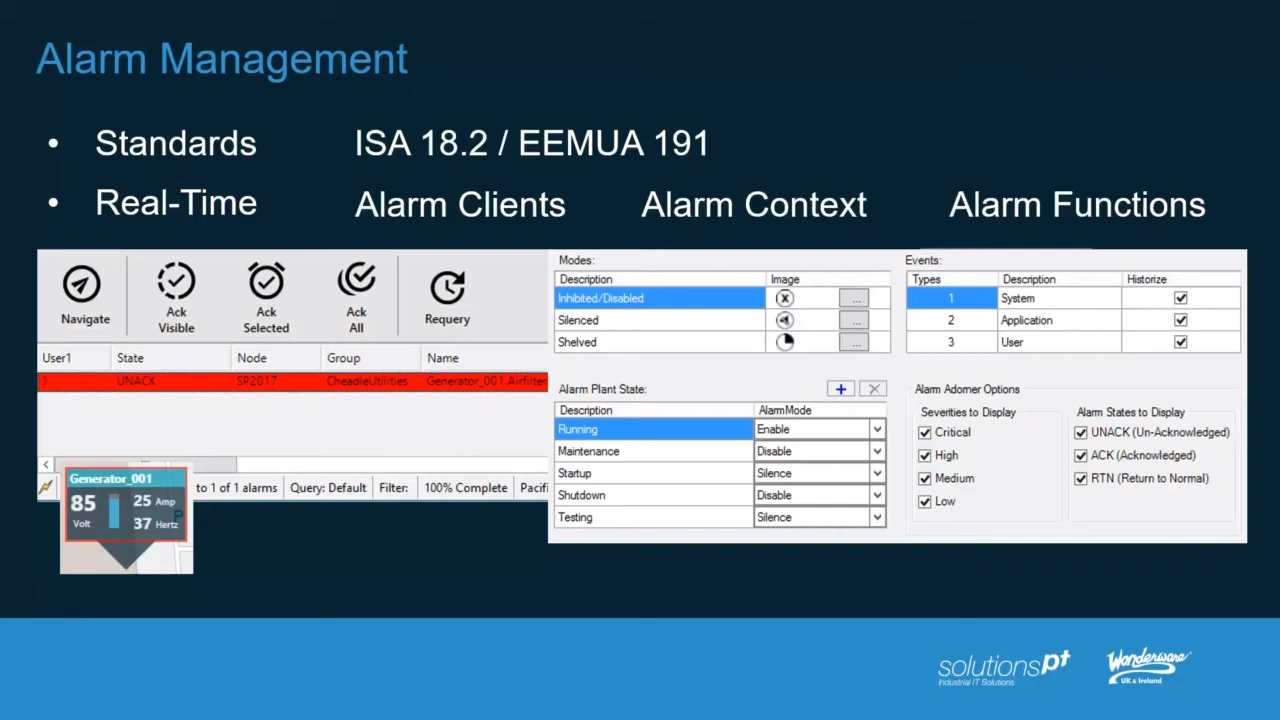 Alarm Management
• Standards ISA 18.2 / EEMUA 191
• Real-Time Alarm Clients Alarm Context Alarm Functions
Navigate Ack Visible Ack Selected Ack All Requery
User1 State Node Group Name
1 UNACK SP2017 CheadleUtilities Generator_001.Airfilter
to 1 of 1 alarms Query: Default Filter: 100% Complete Pacifi
Generator_001
85 Volt
25 Amp
37 Hertz
P
Modes:
Description Image
Inhibited/Disabled ...
Silenced ...
Shelved ...
Alarm Plant State:
Description AlarmMode
Running Enable
Maintenance Disable
Startup Silence
Shutdown Disable
Testing Silence
Events:
Types Description Historize
1 System
2 Application
3 User
Alarm Adorner Options
Severities to Display
Critical
High
Medium
Low
Alarm States to Display
UNACK (Un-Acknowledged)
ACK (Acknowledged)
RTN (Return to Normal)
solutionspt
Industrial IT Solutions
Wonderware
UK & Ireland